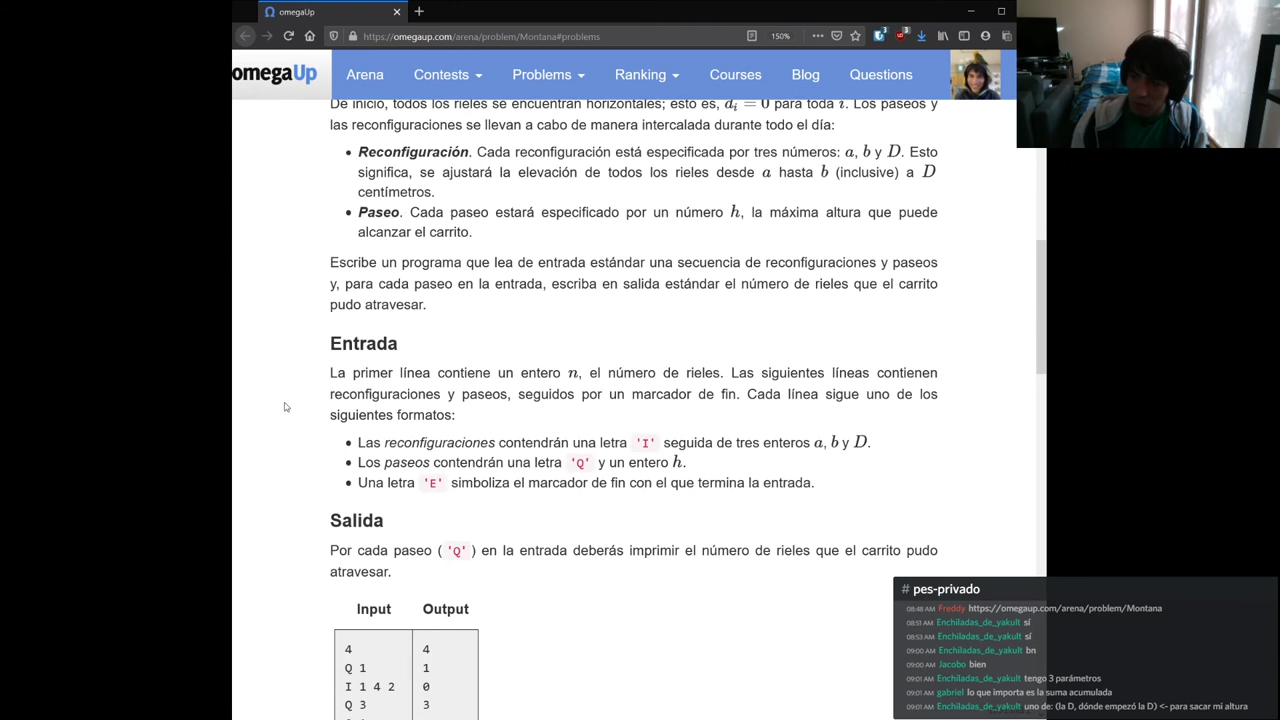 omegaUp
https://omegaup.com/arena/problem/Montana#problems
150%
3
3
omegaUp Arena Contests Problems Ranking Courses Blog Questions
De inicio, todos los rieles se encuentran horizontales; esto es, d_i = 0 para toda i. Los paseos y
las reconfiguraciones se llevan a cabo de manera intercalada durante todo el día:
• Reconfiguración. Cada reconfiguración está especificada por tres números: a, b y D. Esto
significa, se ajustará la elevación de todos los rieles desde a hasta b (inclusive) a D
centímetros.
• Paseo. Cada paseo estará especificado por un número h, la máxima altura que puede
alcanzar el carrito.
Escribe un programa que lea de entrada estándar una secuencia de reconfiguraciones y paseos
y, para cada paseo en la entrada, escriba en salida estándar el número de rieles que el carrito
pudo atravesar.
Entrada
La primer línea contiene un entero n, el número de rieles. Las siguientes líneas contienen
reconfiguraciones y paseos, seguidos por un marcador de fin. Cada línea sigue uno de los
siguientes formatos:
• Las reconfiguraciones contendrán una letra 'I' seguida de tres enteros a, b y D.
• Los paseos contendrán una letra 'Q' y un entero h.
• Una letra 'E' simboliza el marcador de fin con el que termina la entrada.
Salida
Por cada paseo ( 'Q' ) en la entrada deberás imprimir el número de rieles que el carrito pudo
atravesar.
Input Output
4 4
Q 1 1
I 1 4 2 0
Q 3 3
# pes-privado
08:48 AM Freddy https://omegaup.com/arena/problem/Montana
08:51 AM Enchiladas_de_yakult sí
08:53 AM Enchiladas_de_yakult sí
09:00 AM Enchiladas_de_yakult bn
09:00 AM Jacobo bien
09:01 AM Enchiladas_de_yakult tengo 3 parámetros
09:01 AM gabriel lo que importa es la suma acumulada
09:01 AM Enchiladas_de_yakult uno de: (la D, dónde empezó la D) <- para sacar mi altura